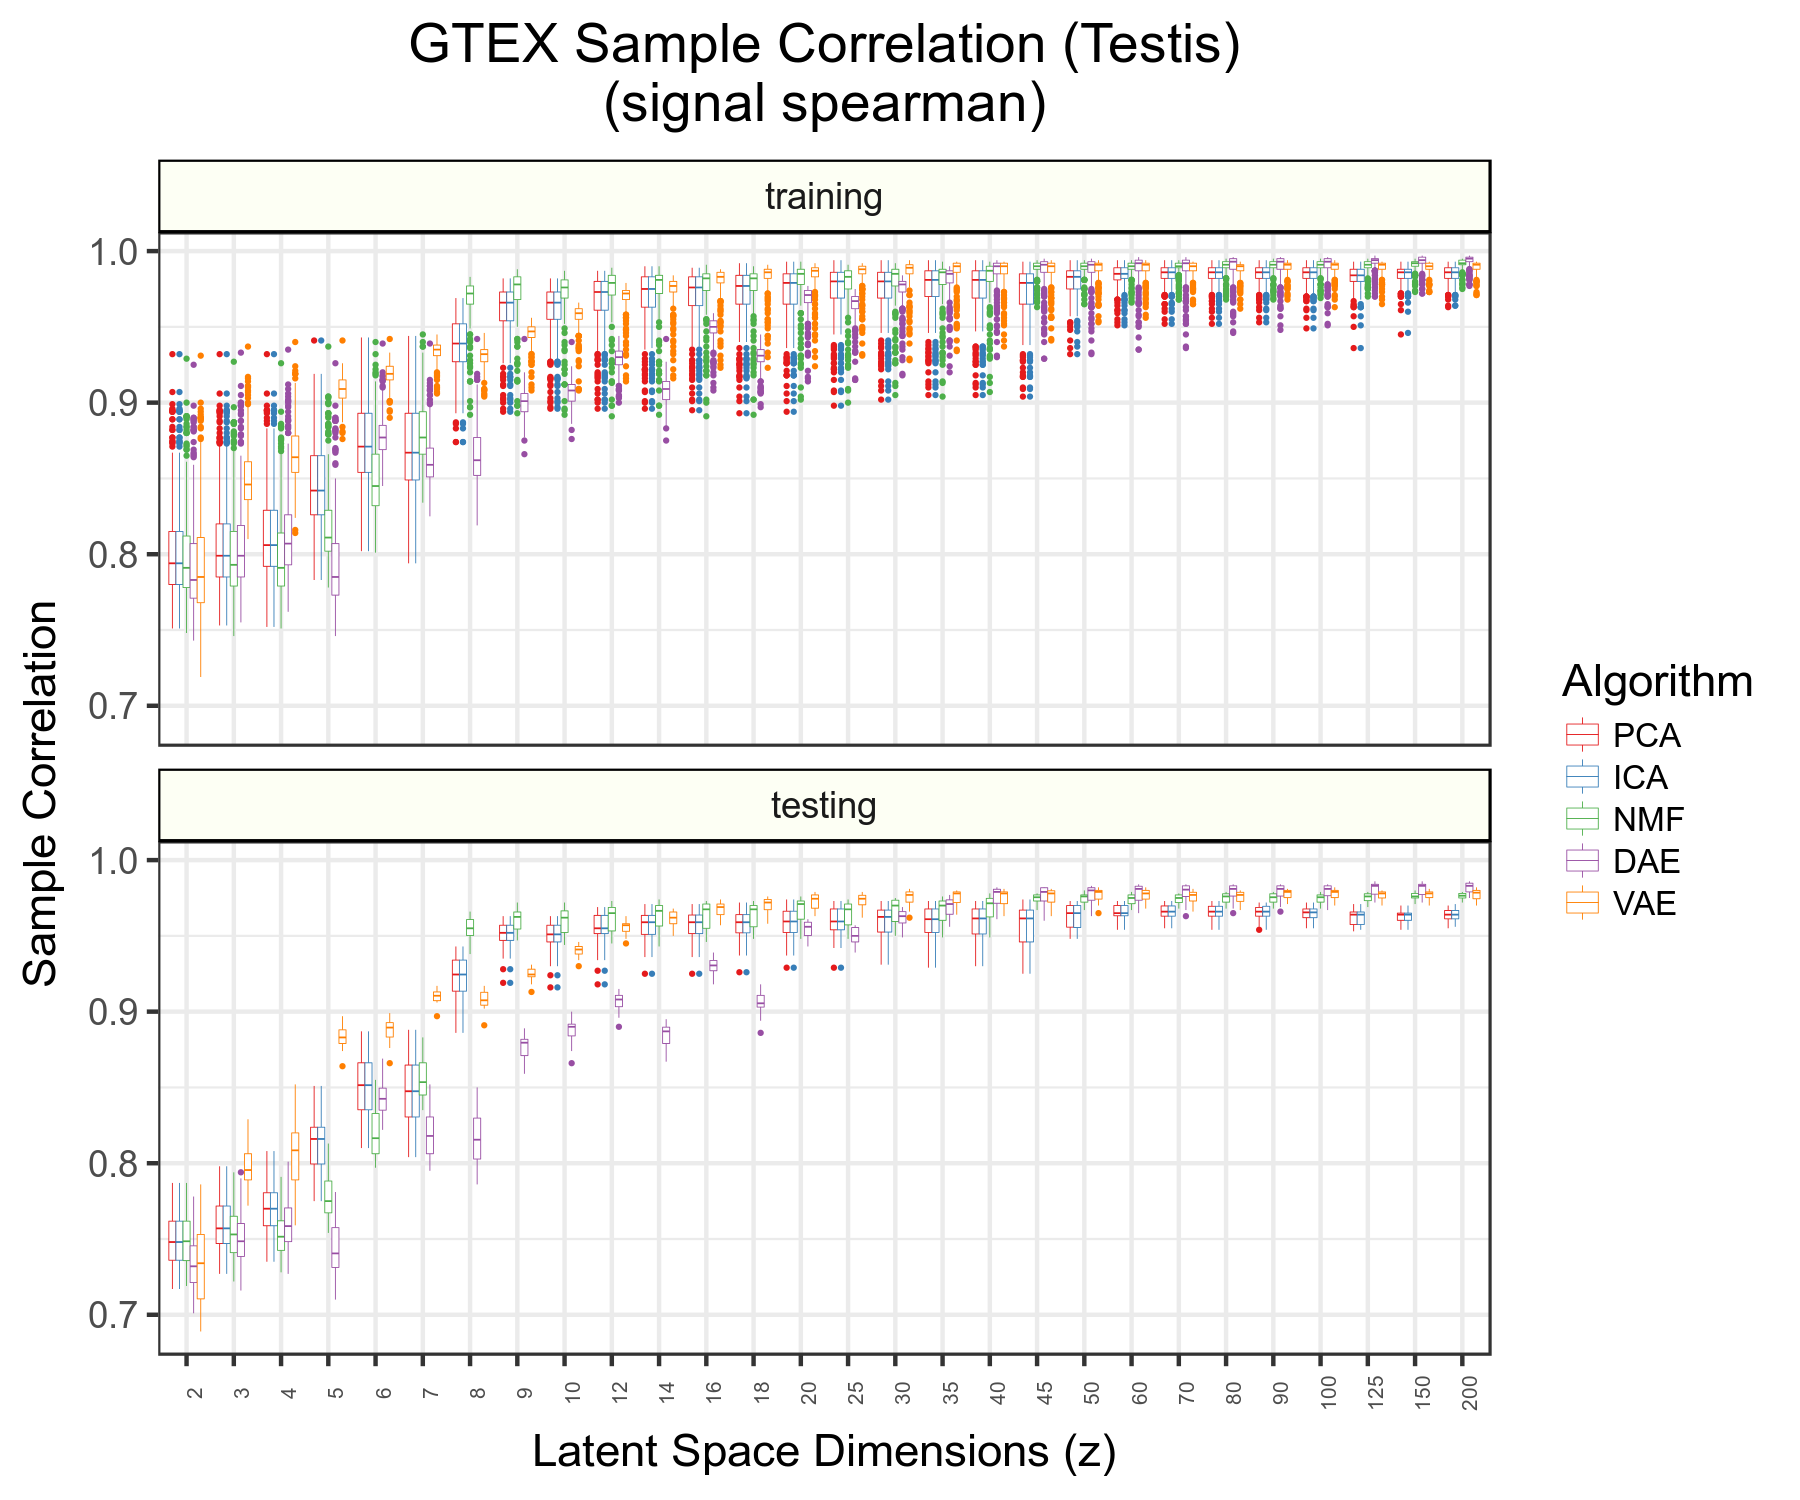 GTEX Sample Correlation (Testis)
(signal spearman)
training
1.0
0.9
0.8
0.7
testing
1.0
0.9
0.8
0.7
Sample Correlation
2 3 4 5 6 7 8 9 10 12 14 16 18 20 25 30 35 40 45 50 60 70 80 90 100 125 150 200
Latent Space Dimensions (z)
Algorithm
PCA
ICA
NMF
DAE
VAE